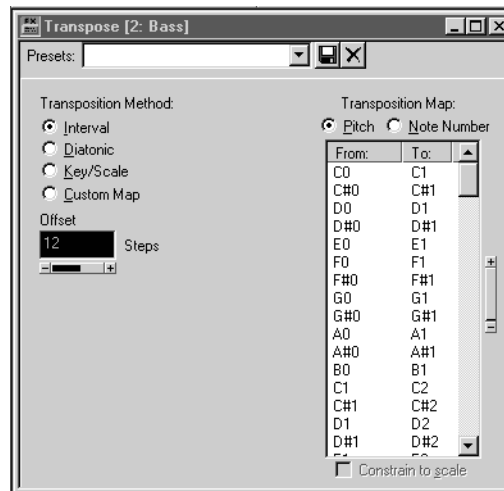 Transpose [2: Bass]
Presets:
Transposition Method:
Interval
Diatonic
Key/Scale
Custom Map
Offset
12 Steps
Transposition Map:
Pitch Note Number
From: To:
C0 C1
C#0 C#1
D0 D1
D#0 D#1
E0 E1
F0 F1
F#0 F#1
G0 G1
G#0 G#1
A0 A1
A#0 A#1
B0 B1
C1 C2
C#1 C#2
D1 D2
D#1 D#2
Constrain to scale